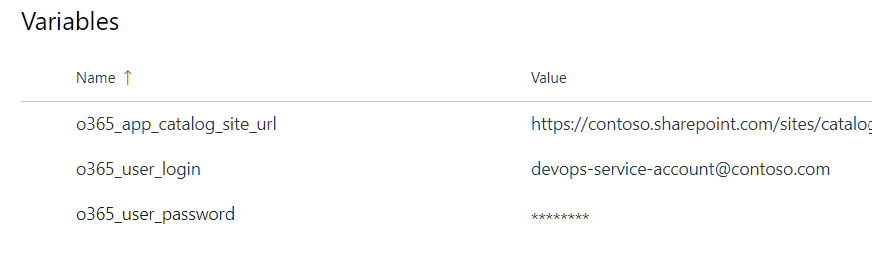 Variables
Name ↑ Value
o365_app_catalog_site_url https://contoso.sharepoint.com/sites/catalog
o365_user_login devops-service-account@contoso.com
o365_user_password ********